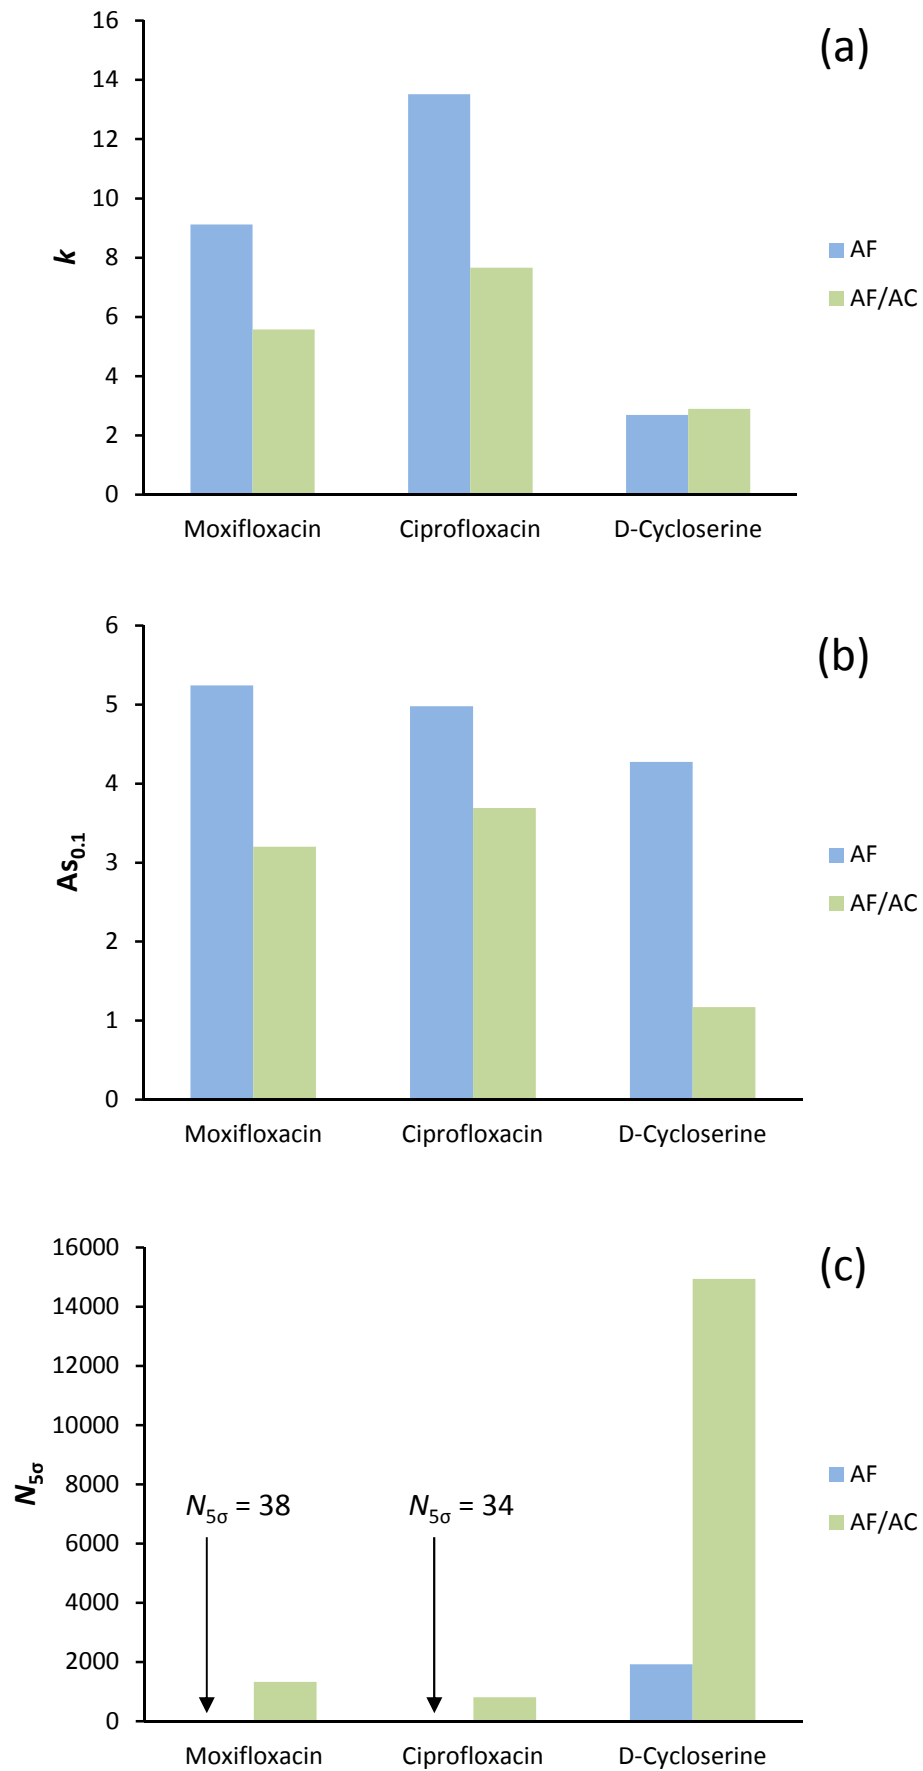 (a)
16
14
12
10
8
6
4
2
0
k
Moxifloxacin Ciprofloxacin D-Cycloserine
AF
AF/AC
(b)
6
5
4
3
2
1
0
As0.1
Moxifloxacin Ciprofloxacin D-Cycloserine
AF
AF/AC
(c)
16000
14000
12000
10000
8000
6000
4000
2000
0
N5σ
N5σ = 38 N5σ = 34
Moxifloxacin Ciprofloxacin D-Cycloserine
AF
AF/AC